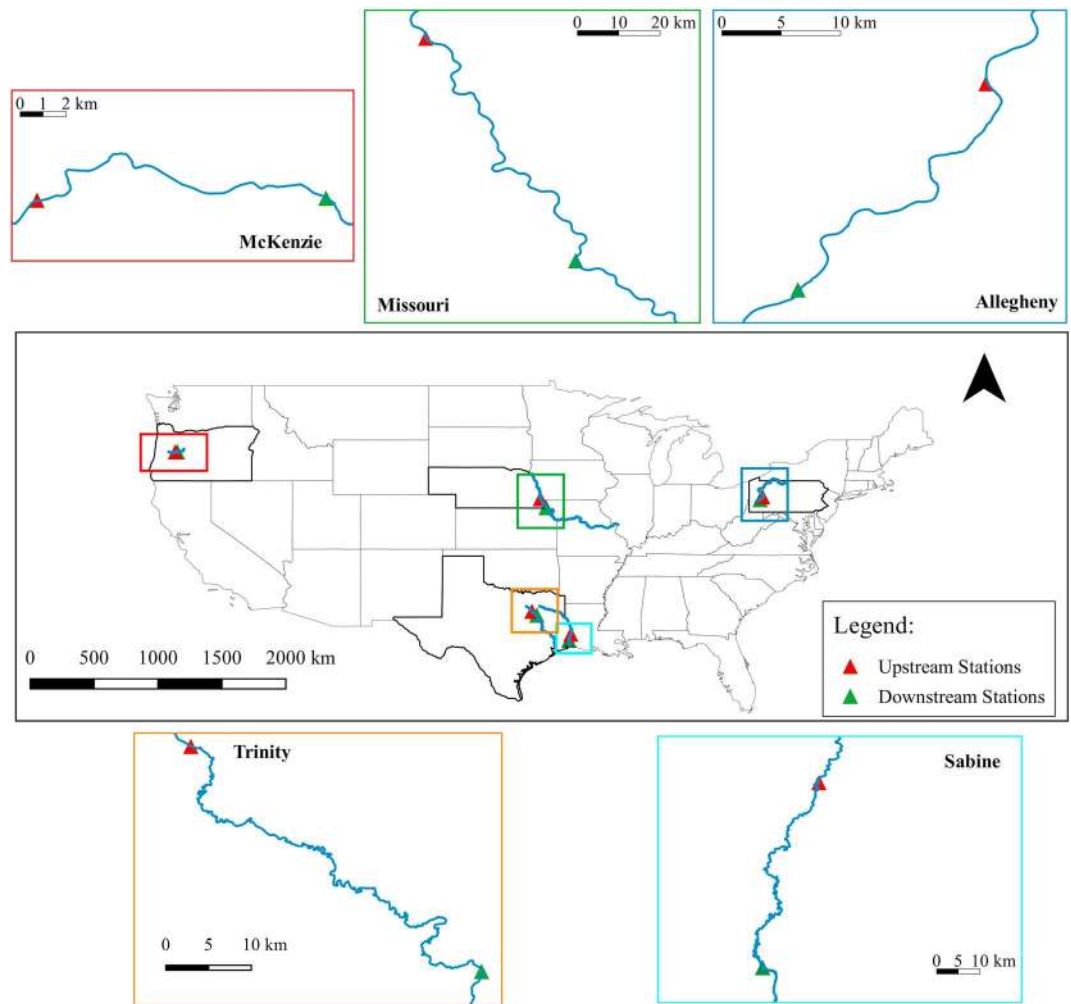 0 10 20 km
0 5 10 km
0 1 2 km
McKenzie
Missouri
Allegheny
Legend:
Upstream Stations
Downstream Stations
0 500 1000 1500 2000 km
Trinity
Sabine
0 5 10 km
0 5 10 km